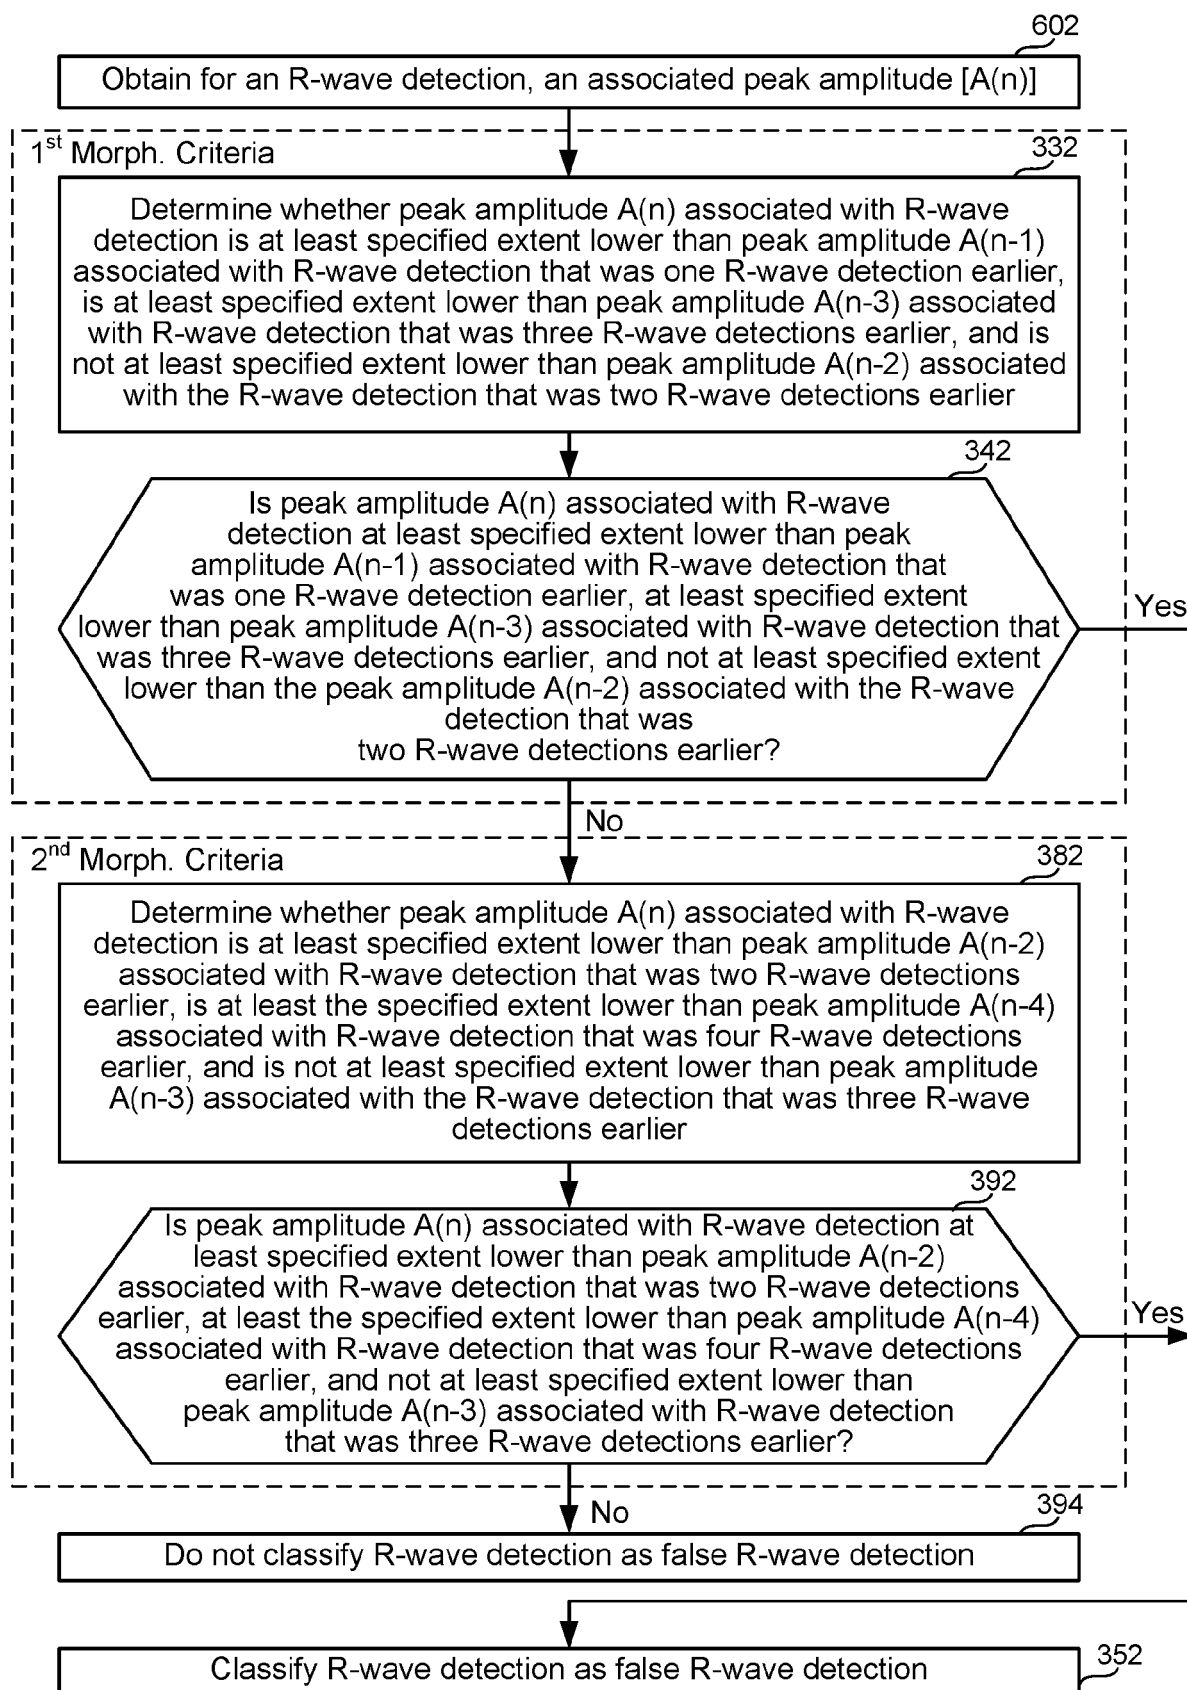 602
Obtain for an R-wave detection, an associated peak amplitude [A(n)]
1st Morph. Criteria
332
Determine whether peak amplitude A(n) associated with R-wave
detection is at least specified extent lower than peak amplitude A(n-1)
associated with R-wave detection that was one R-wave detection earlier,
is at least specified extent lower than peak amplitude A(n-3) associated
with R-wave detection that was three R-wave detections earlier, and is
not at least specified extent lower than peak amplitude A(n-2) associated
with the R-wave detection that was two R-wave detections earlier
342
Is peak amplitude A(n) associated with R-wave
detection at least specified extent lower than peak
amplitude A(n-1) associated with R-wave detection that
was one R-wave detection earlier, at least specified extent
lower than peak amplitude A(n-3) associated with R-wave detection that
was three R-wave detections earlier, and not at least specified extent
lower than the peak amplitude A(n-2) associated with the R-wave
detection that was
two R-wave detections earlier?
Yes
No
2nd Morph. Criteria
382
Determine whether peak amplitude A(n) associated with R-wave
detection is at least specified extent lower than peak amplitude A(n-2)
associated with R-wave detection that was two R-wave detections
earlier, is at least the specified extent lower than peak amplitude A(n-4)
associated with R-wave detection that was four R-wave detections
earlier, and is not at least specified extent lower than peak amplitude
A(n-3) associated with the R-wave detection that was three R-wave
detections earlier
392
Is peak amplitude A(n) associated with R-wave detection at
least specified extent lower than peak amplitude A(n-2)
associated with R-wave detection that was two R-wave detections
earlier, at least the specified extent lower than peak amplitude A(n-4)
associated with R-wave detection that was four R-wave detections
earlier, and not at least specified extent lower than
peak amplitude A(n-3) associated with R-wave detection
that was three R-wave detections earlier?
Yes
No
394
Do not classify R-wave detection as false R-wave detection
Classify R-wave detection as false R-wave detection
352